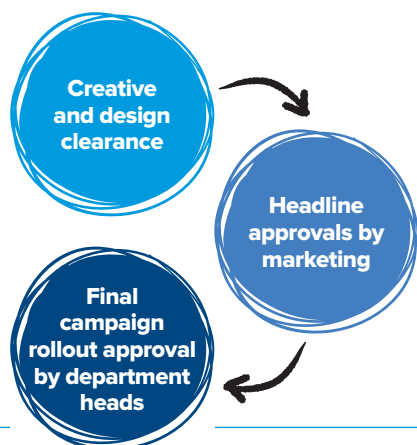 Creative
and design
clearance
Headline
approvals by
marketing
Final
campaign
rollout approval
by department
heads